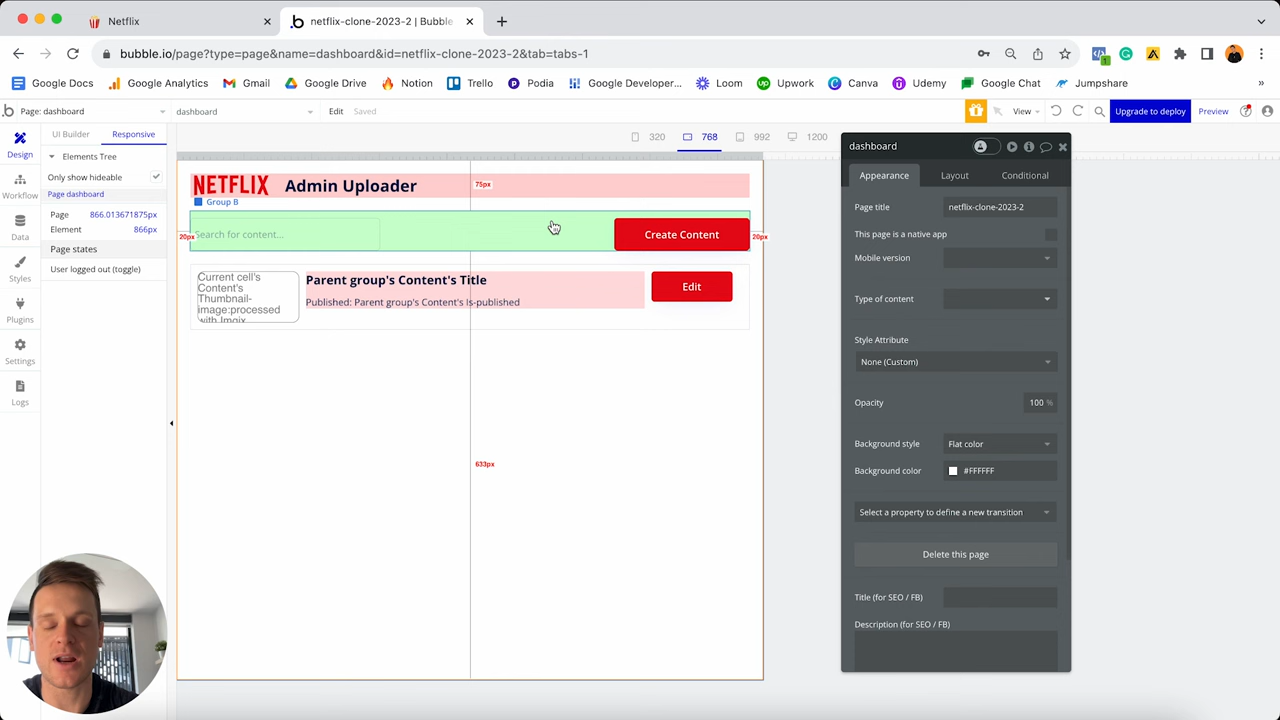 Netflix
netflix-clone-2023-2 | Bubble
bubble.io/page?type=page&name=dashboard&id=netflix-clone-2023-2&tab=tabs-1
Google Docs Google Analytics Gmail Google Drive Notion Trello Podia Google Developer... Loom Upwork Canva Udemy Google Chat Jumpshare
Page: dashboard dashboard Edit Saved View Upgrade to deploy Preview
UI Builder Responsive
320 768 992 1200
Design
Workflow
Data
Styles
Plugins
Settings
Logs
Elements Tree
Only show hideable
Page dashboard
Page 866.013671875px
Element 866px
Page states
User logged out (toggle)
NETFLIX Admin Uploader
75px
Group B
20px Search for content... Create Content 20px
Current cell's
Content's
Thumbnail-
image:processed
with Imgix
Parent group's Content's Title
Published: Parent group's Content's Is-published
Edit
633px
dashboard
Appearance Layout Conditional
Page title netflix-clone-2023-2
This page is a native app
Mobile version
Type of content
Style Attribute
None (Custom)
Opacity 100 %
Background style Flat color
Background color #FFFFFF
Select a property to define a new transition
Delete this page
Title (for SEO / FB)
Description (for SEO / FB)